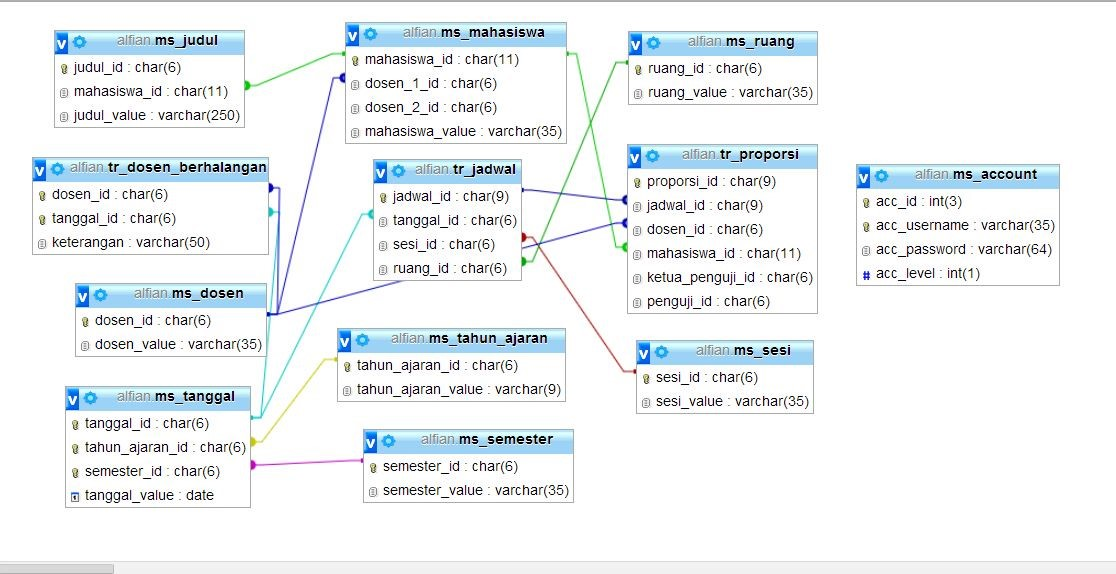 alfian.ms_judul
judul_id : char(6)
mahasiswa_id : char(11)
judul_value : varchar(250)
alfian.ms_mahasiswa
mahasiswa_id : char(11)
dosen_1_id : char(6)
dosen_2_id : char(6)
mahasiswa_value : varchar(35)
alfian.ms_ruang
ruang_id : char(6)
ruang_value : varchar(35)
alfian.tr_dosen_berhalangan
dosen_id : char(6)
tanggal_id : char(6)
keterangan : varchar(50)
alfian.tr_jadwal
jadwal_id : char(9)
tanggal_id : char(6)
sesi_id : char(6)
ruang_id : char(6)
alfian.tr_proporsi
proporsi_id : char(9)
jadwal_id : char(9)
dosen_id : char(6)
mahasiswa_id : char(11)
ketua_penguji_id : char(6)
penguji_id : char(6)
alfian.ms_account
acc_id : int(3)
acc_username : varchar(35)
acc_password : varchar(64)
# acc_level : int(1)
alfian.ms_dosen
dosen_id : char(6)
dosen_value : varchar(35)
alfian.ms_tahun_ajaran
tahun_ajaran_id : char(6)
tahun_ajaran_value : varchar(9)
alfian.ms_sesi
sesi_id : char(6)
sesi_value : varchar(35)
alfian.ms_tanggal
tanggal_id : char(6)
tahun_ajaran_id : char(6)
semester_id : char(6)
tanggal_value : date
alfian.ms_semester
semester_id : char(6)
semester_value : varchar(35)